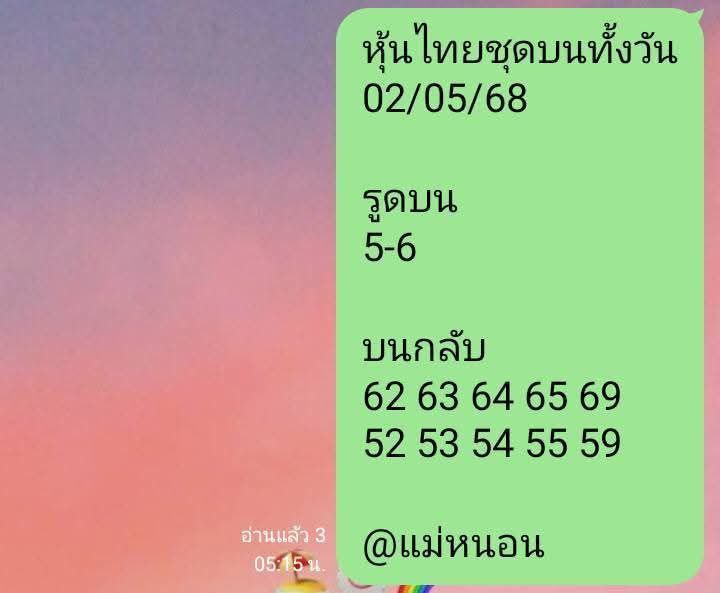 หุ้นไทยชุดบนทั้งวัน
02/05/68
รูดบน
5-6
บนกลับ
62 63 64 65 69
52 53 54 55 59
@แม่หนอน
อ่านแล้ว 3
05:15 น.